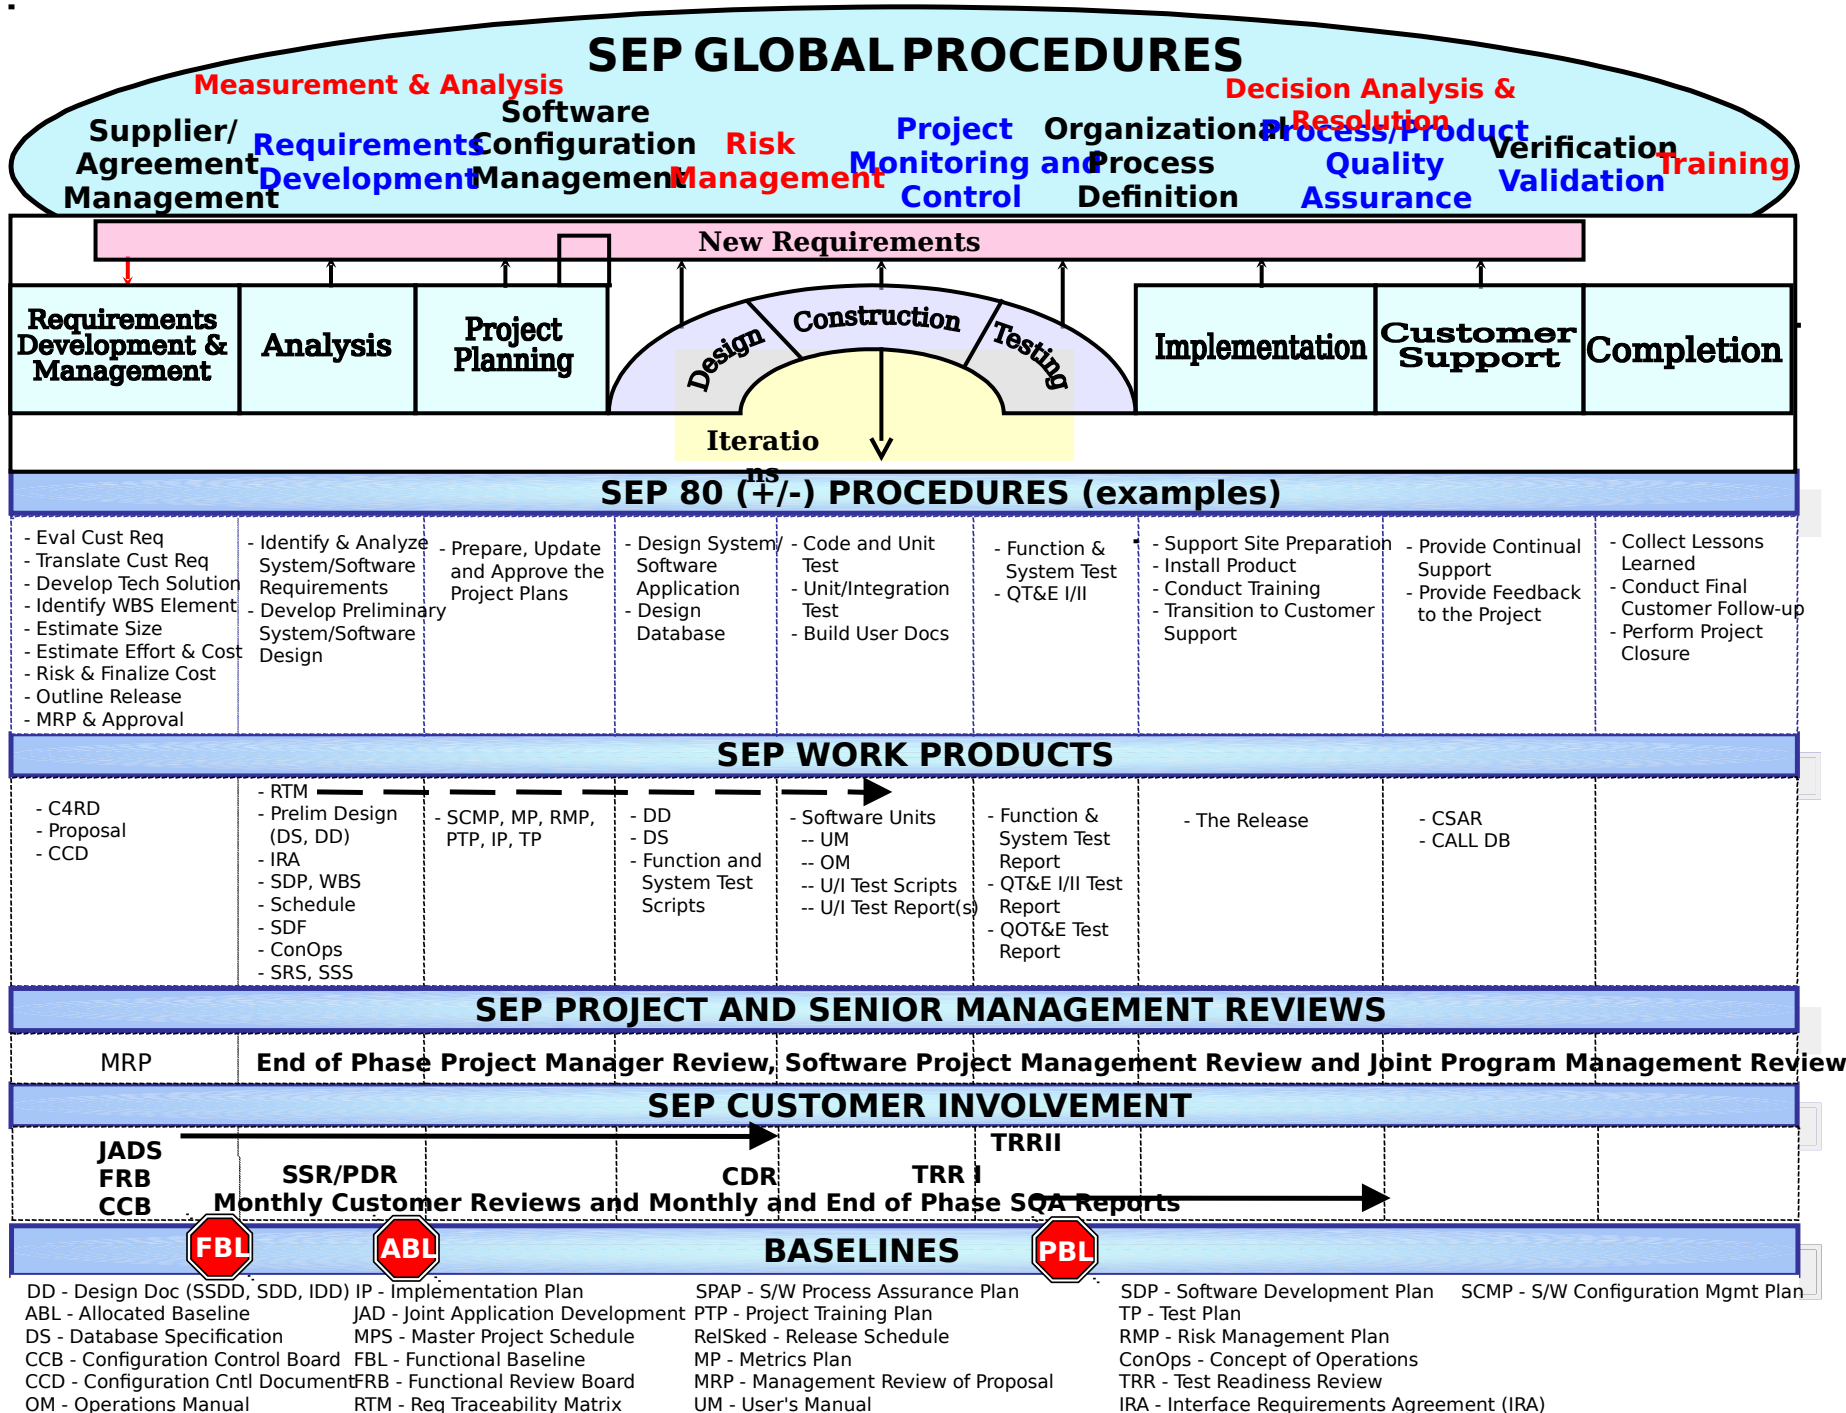 SEP GLOBAL PROCEDURES
Measurement & Analysis
Decision Analysis &
Resolution
Supplier/
Agreement
Management
Requirements
Development
Software
Configuration
Management
Risk
Management
Project
Monitoring and
Control
Organizational
Process
Definition
Process/Product
Quality
Assurance
Verification
Validation
Training
New Requirements
Requirements
Development &
Management
Analysis
Project
Planning
Design
Construction
Testing
Implementation
Customer
Support
Completion
Iteratio
ns
SEP 80 (+/-) PROCEDURES (examples)
- Eval Cust Req
- Translate Cust Req
- Develop Tech Solution
- Identify WBS Element
- Estimate Size
- Estimate Effort & Cost
- Risk & Finalize Cost
- Outline Release
- MRP & Approval
- Identify & Analyze
System/Software
Requirements
- Develop Preliminary
System/Software
Design
- Prepare, Update
and Approve the
Project Plans
- Design System/
Software
Application
- Design
Database
- Code and Unit
Test
- Unit/Integration
Test
- Build User Docs
- Function &
System Test
- QT&E I/II
- Support Site Preparation
- Install Product
- Conduct Training
- Transition to Customer
Support
- Provide Continual
Support
- Provide Feedback
to the Project
- Collect Lessons
Learned
- Conduct Final
Customer Follow-up
- Perform Project
Closure
SEP WORK PRODUCTS
- C4RD
- Proposal
- CCD
- RTM
- Prelim Design
(DS, DD)
- IRA
- SDP, WBS
- Schedule
- SDF
- ConOps
- SRS, SSS
- SCMP, MP, RMP,
PTP, IP, TP
- DD
- DS
- Function and
System Test
Scripts
- Software Units
-- UM
-- OM
-- U/I Test Scripts
-- U/I Test Report(s)
- Function &
System Test
Report
- QT&E I/II Test
Report
- QOT&E Test
Report
- The Release
- CSAR
- CALL DB
SEP PROJECT AND SENIOR MANAGEMENT REVIEWS
MRP
End of Phase Project Manager Review, Software Project Management Review and Joint Program Management Review
SEP CUSTOMER INVOLVEMENT
JADS
FRB
CCB
SSR/PDR
CDR
TRR I
TRRII
Monthly Customer Reviews and Monthly and End of Phase SQA Reports
FBL
ABL
BASELINES
PBL
DD - Design Doc (SSDD, SDD, IDD)
ABL - Allocated Baseline
DS - Database Specification
CCB - Configuration Control Board
CCD - Configuration Cntl Document
OM - Operations Manual
IP - Implementation Plan
JAD - Joint Application Development
MPS - Master Project Schedule
FBL - Functional Baseline
FRB - Functional Review Board
RTM - Req Traceability Matrix
SPAP - S/W Process Assurance Plan
PTP - Project Training Plan
RelSked - Release Schedule
MP - Metrics Plan
MRP - Management Review of Proposal
UM - User's Manual
SDP - Software Development Plan
TP - Test Plan
RMP - Risk Management Plan
ConOps - Concept of Operations
TRR - Test Readiness Review
IRA - Interface Requirements Agreement (IRA)
SCMP - S/W Configuration Mgmt Plan